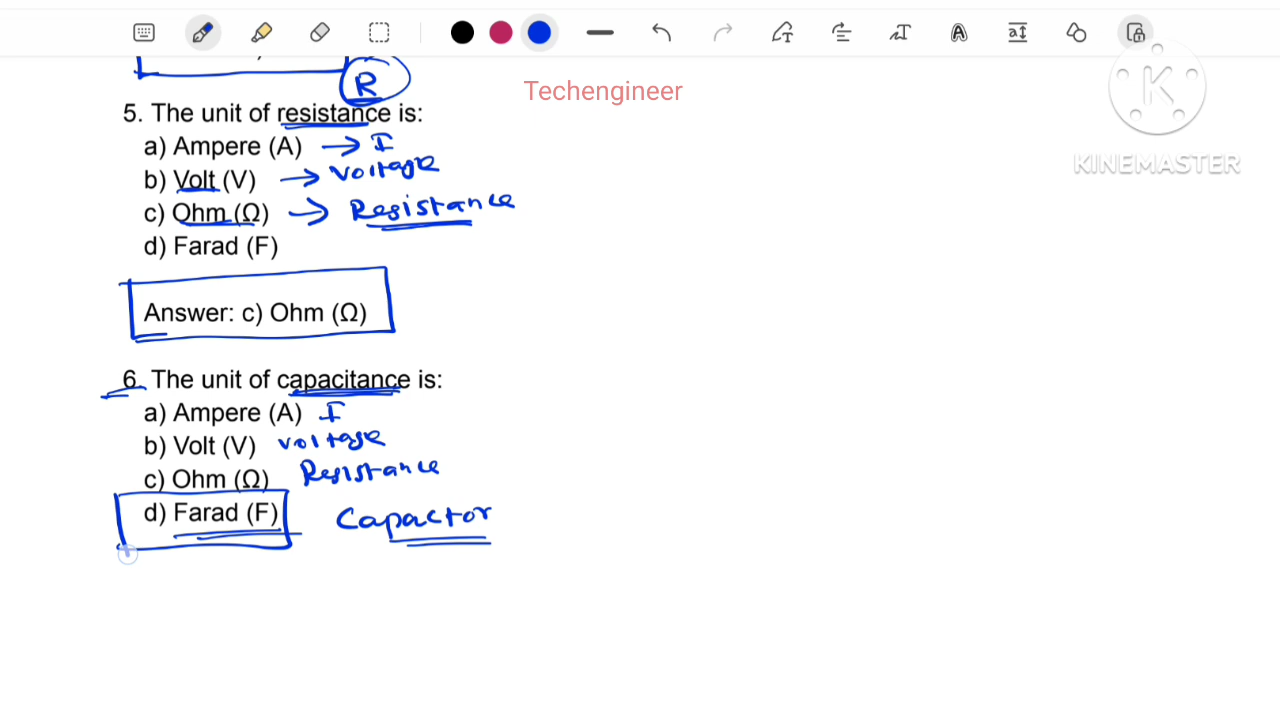 R
Techengineer
KINEMASTER
5. The unit of resistance is:
a) Ampere (A) → I
b) Volt (V) → Voltage
c) Ohm (Ω) → Resistance
d) Farad (F)
Answer: c) Ohm (Ω)
6. The unit of capacitance is:
a) Ampere (A) I
b) Volt (V) voltage
c) Ohm (Ω) Resistance
d) Farad (F) Capactor